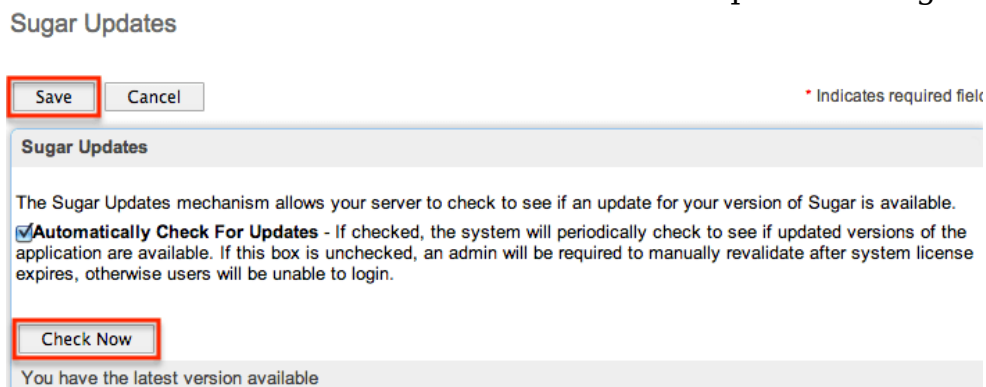 Sugar Updates
Save Cancel * Indicates required field
Sugar Updates
The Sugar Updates mechanism allows your server to check to see if an update for your version of Sugar is available.
Automatically Check For Updates - If checked, the system will periodically check to see if updated versions of the
application are available. If this box is unchecked, an admin will be required to manually revalidate after system license
expires, otherwise users will be unable to login.
Check Now
You have the latest version available